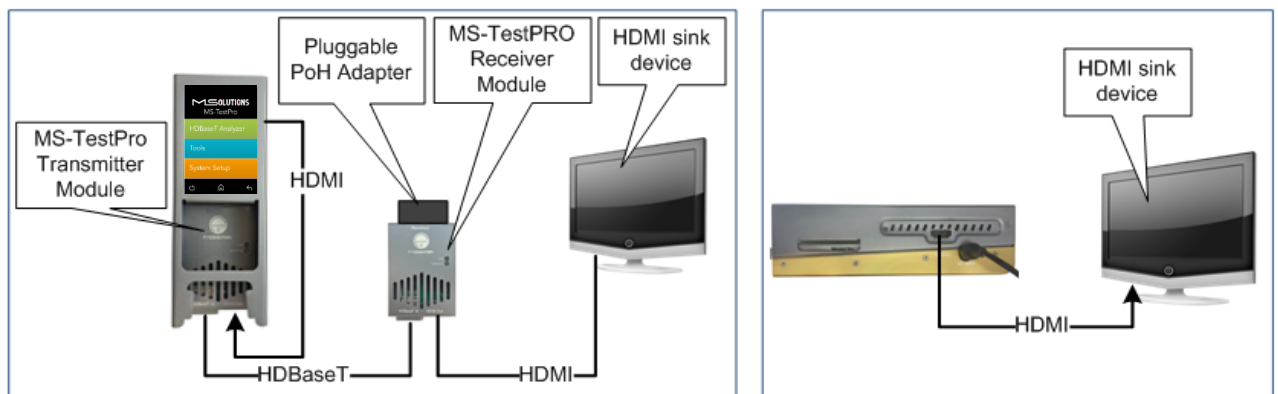 Pluggable
PoH Adapter
MS-TestPRO
Receiver
Module
HDMI sink
device
MS-TestPro
Transmitter
Module
MSOLUTIONS
MS-TestPro
HDBaseT Analyzer
Tools
System Setup
HDMI
HDBaseT
HDMI
HDMI sink
device
HDMI